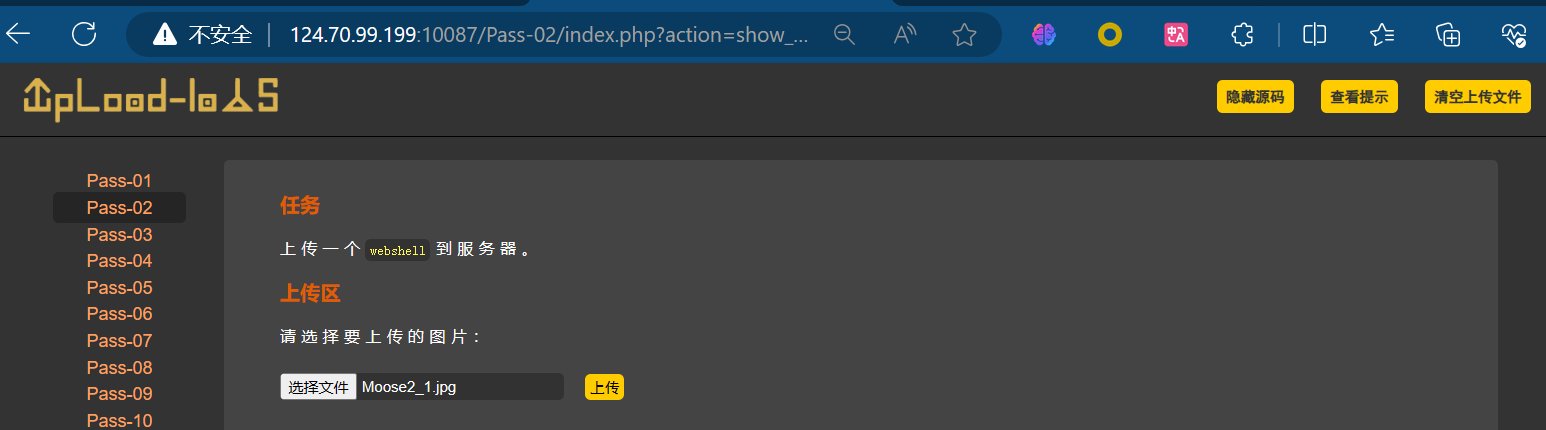 不安全 124.70.99.199:10087/Pass-02/index.php?action=show_...
UpLoad-labs
隐藏源码 查看提示 清空上传文件
Pass-01
Pass-02
Pass-03
Pass-04
Pass-05
Pass-06
Pass-07
Pass-08
Pass-09
Pass-10
任务
上传一个 webshell 到服务器。
上传区
请选择要上传的图片：
选择文件 Moose2_1.jpg 上传